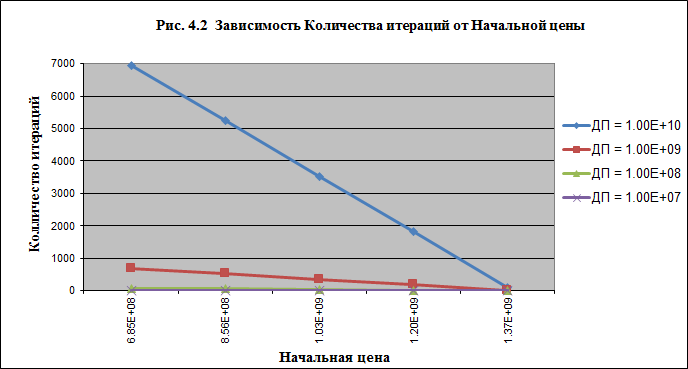 Рис. 4.2 Зависимость Количества итераций от Начальной цены
Колличество итераций
7000
6000
5000
4000
3000
2000
1000
0
6.85E+08
8.56E+08
1.03E+09
1.20E+09
1.37E+09
Начальная цена
ДП = 1.00E+10
ДП = 1.00E+09
ДП = 1.00E+08
ДП = 1.00E+07